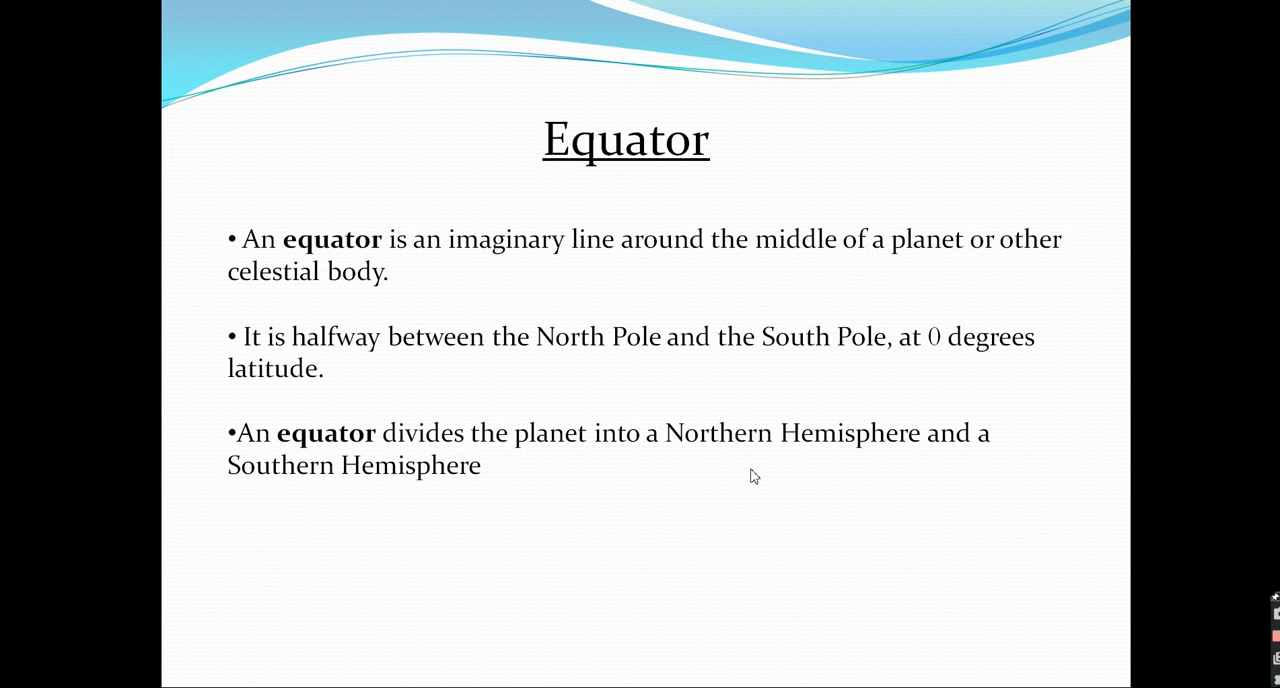 Equator
• An equator is an imaginary line around the middle of a planet or other
celestial body.
• It is halfway between the North Pole and the South Pole, at 0 degrees
latitude.
•An equator divides the planet into a Northern Hemisphere and a
Southern Hemisphere